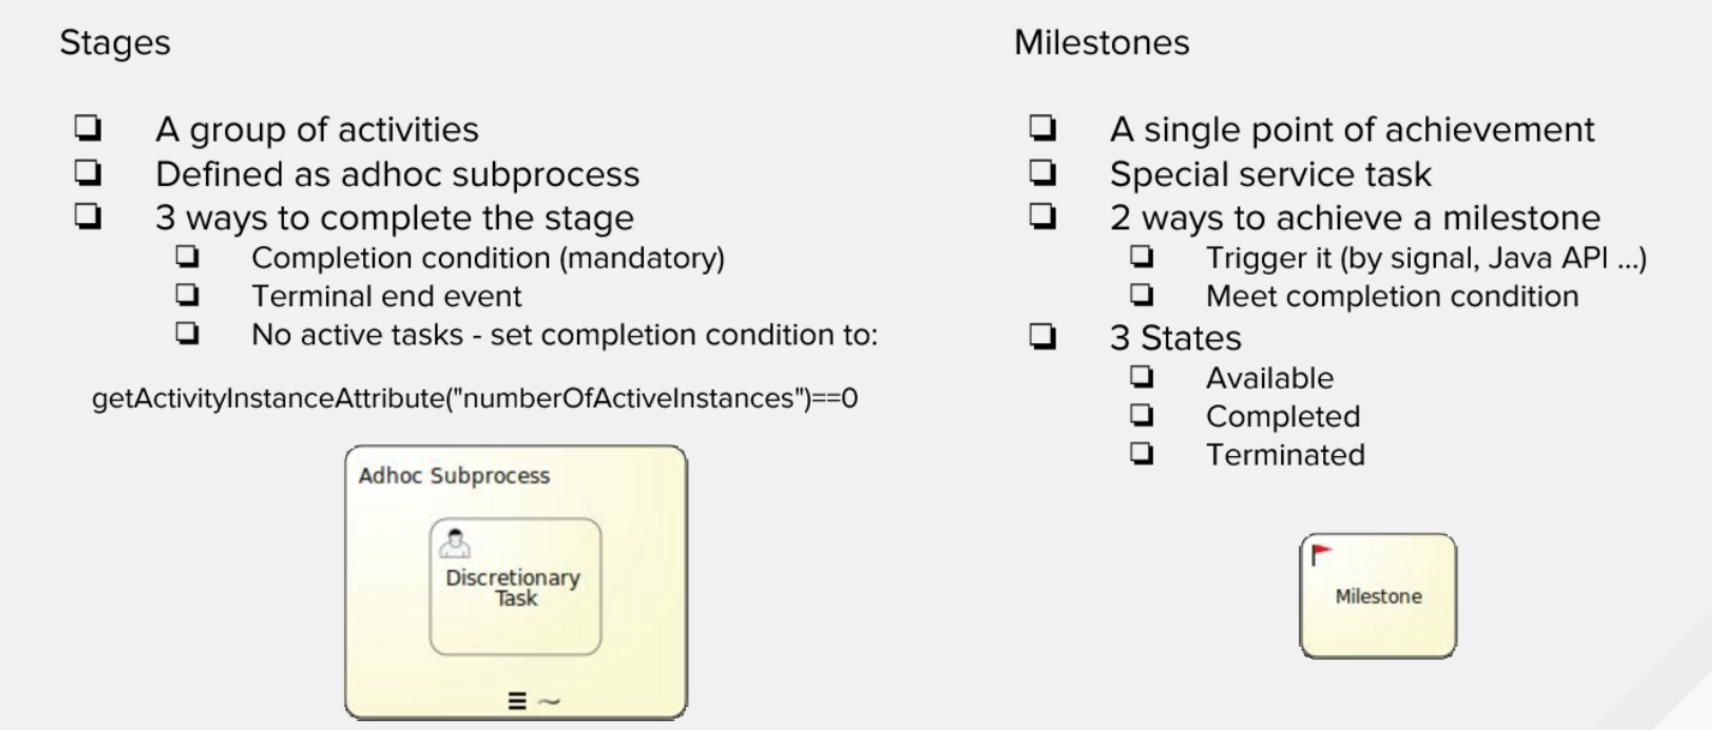 Stages
A group of activities
Defined as adhoc subprocess
3 ways to complete the stage
Completion condition (mandatory)
Terminal end event
No active tasks - set completion condition to:
getActivityInstanceAttribute("numberOfActiveInstances")==0
Adhoc Subprocess
Discretionary
Task
Milestones
A single point of achievement
Special service task
2 ways to achieve a milestone
Trigger it (by signal, Java API ...)
Meet completion condition
3 States
Available
Completed
Terminated
Milestone